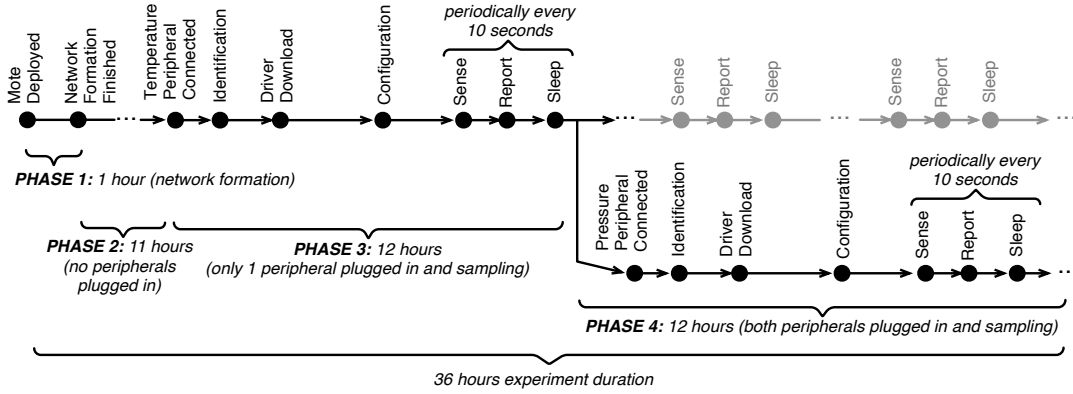 Mote
Deployed
Network
Formation
Finished
...
Temperature
Peripheral
Connected
Identification
Driver
Download
Configuration
periodically every
10 seconds
Sense
Report
Sleep
...
Sense
Report
Sleep
...
Sense
Report
Sleep
...
PHASE 1: 1 hour (network formation)
PHASE 2: 11 hours
(no peripherals
plugged in)
PHASE 3: 12 hours
(only 1 peripheral plugged in and sampling)
Pressure
Peripheral
Connected
Identification
Driver
Download
Configuration
periodically every
10 seconds
Sense
Report
Sleep
...
PHASE 4: 12 hours (both peripherals plugged in and sampling)
36 hours experiment duration